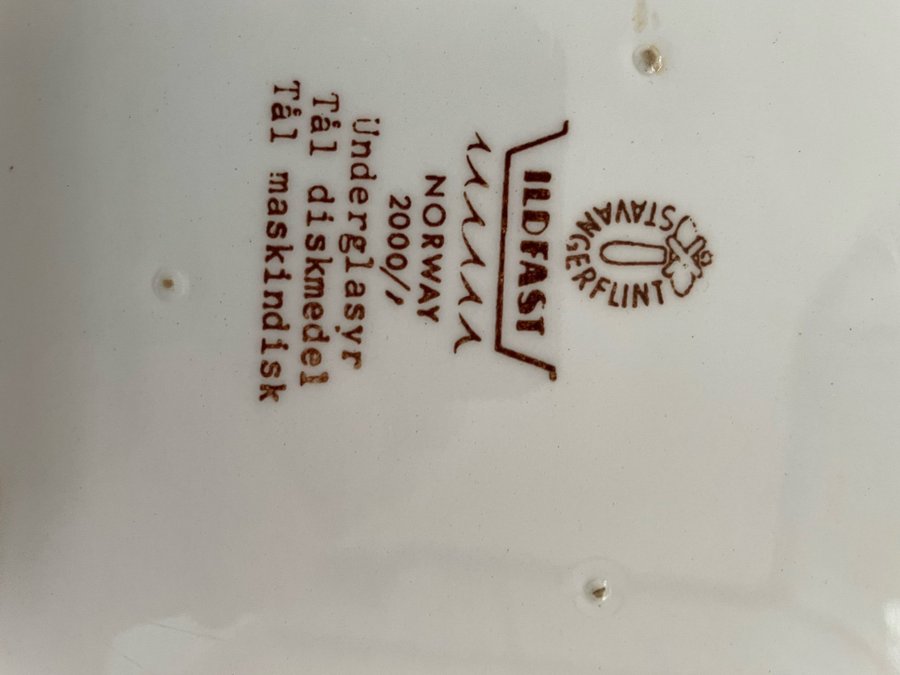 STAVANGERFLINT
ILDFAST
NORWAY
2000/1
Underglasyr
Tål diskmedel
Tål maskindisk